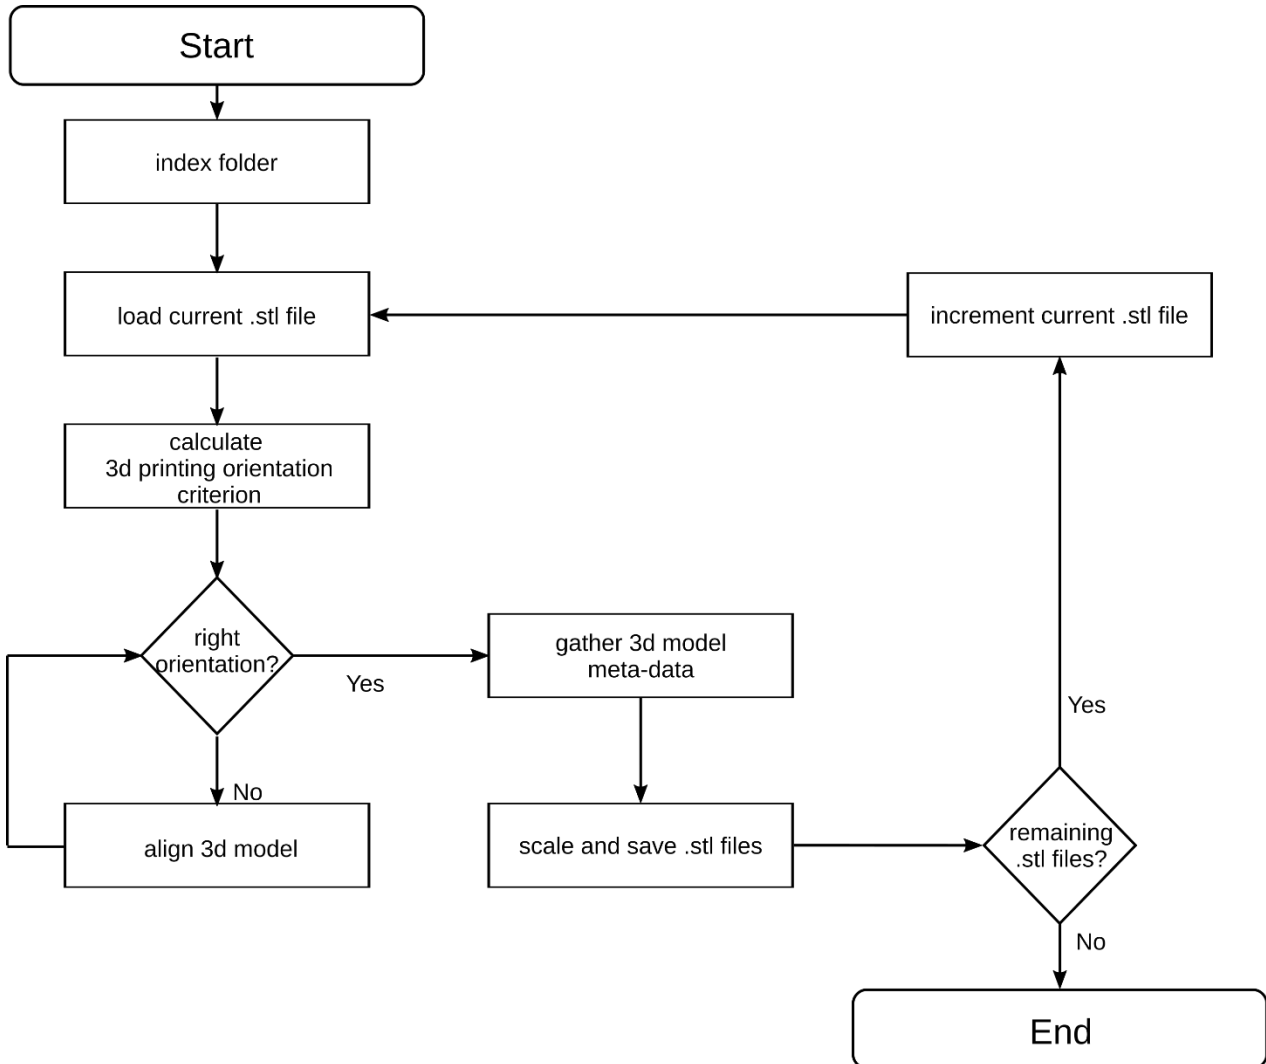 Start
index folder
load current .stl file
increment current .stl file
calculate
3d printing orientation
criterion
right
orientation?
Yes
gather 3d model
meta-data
No
align 3d model
scale and save .stl files
remaining
.stl files?
Yes
No
End